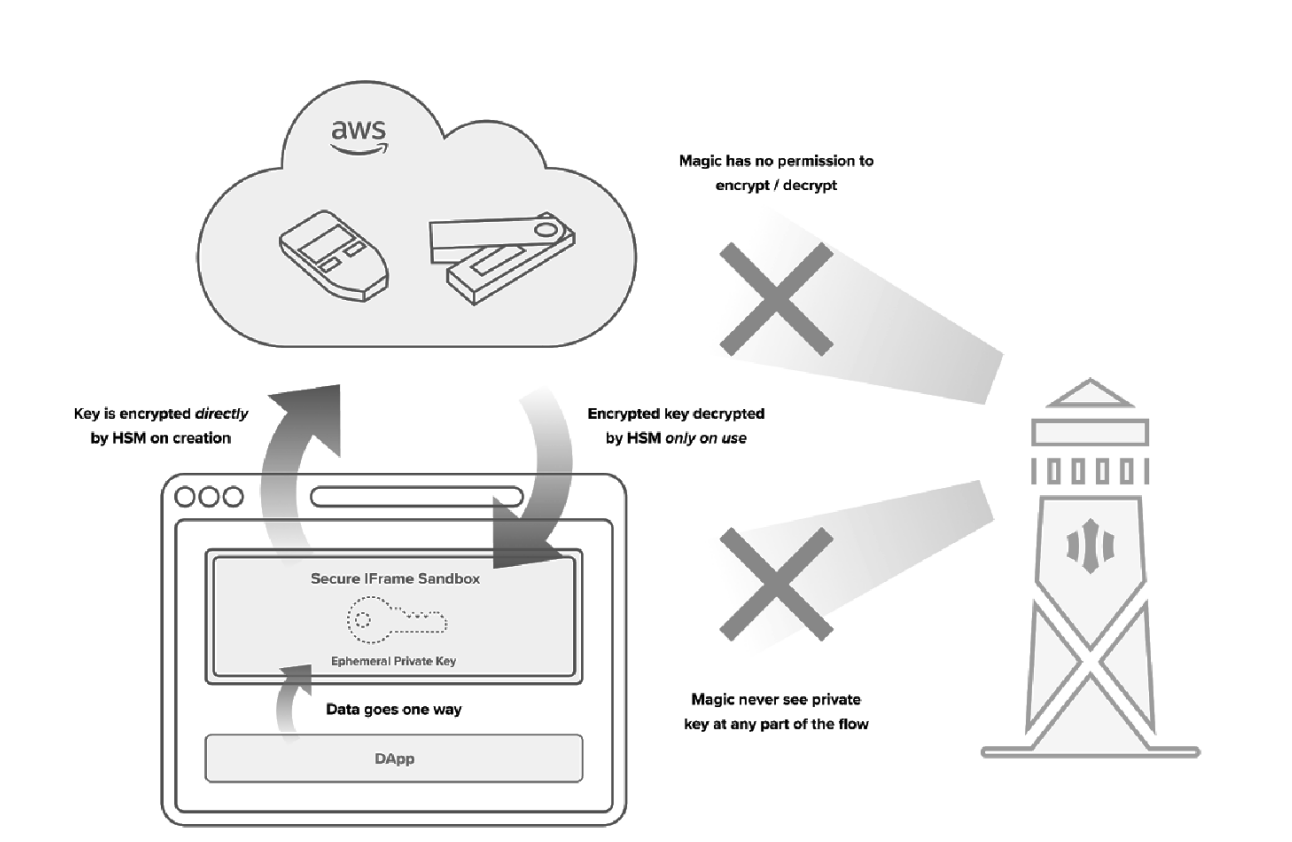 aws
Magic has no permission to
encrypt / decrypt
Key is encrypted directly
by HSM on creation
Encrypted key decrypted
by HSM only on use
Secure IFrame Sandbox
Ephemeral Private Key
Data goes one way
DApp
Magic never see private
key at any part of the flow